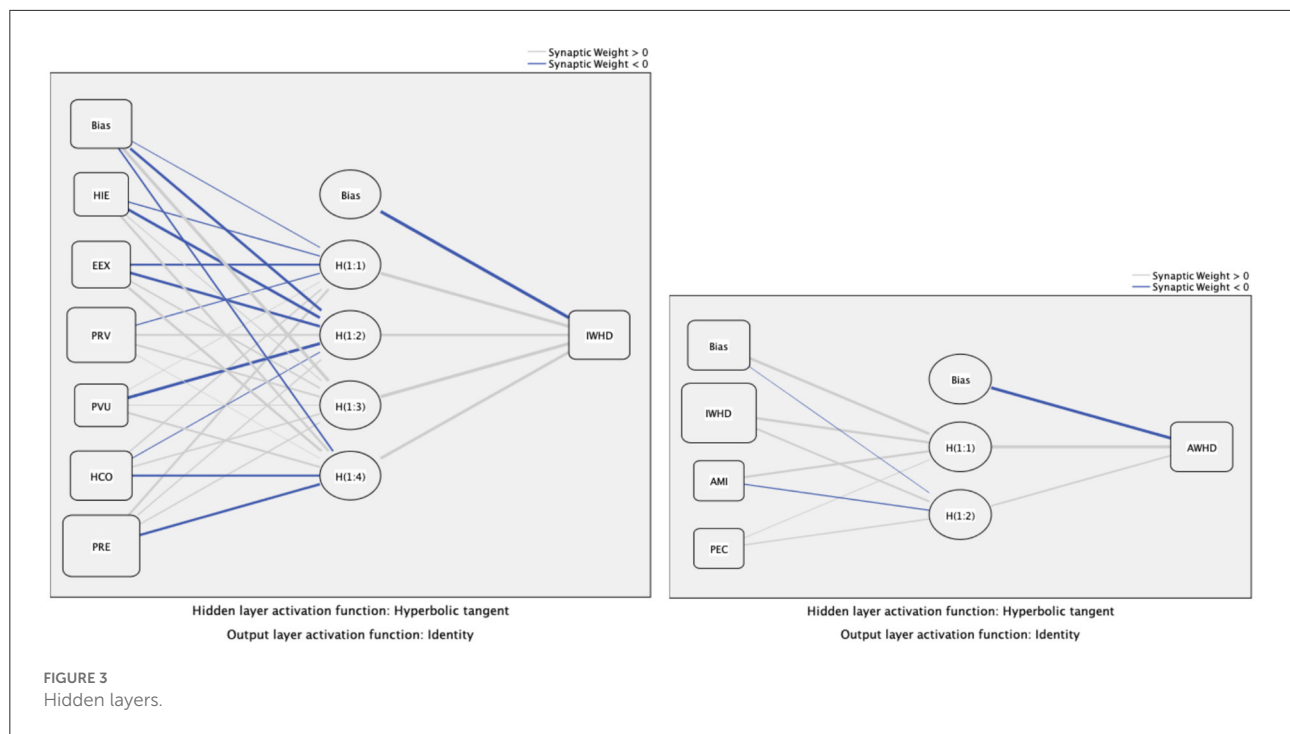 Synaptic Weight > 0
Synaptic Weight < 0
Bias
HIE
EEX
PRV
PVU
HCO
PRE
Bias
H(1:1)
H(1:2)
H(1:3)
H(1:4)
IWHD
Hidden layer activation function: Hyperbolic tangent
Output layer activation function: Identity
Synaptic Weight > 0
Synaptic Weight < 0
Bias
IWHD
AMI
PEC
Bias
H(1:1)
H(1:2)
AWHD
Hidden layer activation function: Hyperbolic tangent
Output layer activation function: Identity
FIGURE 3
Hidden layers.